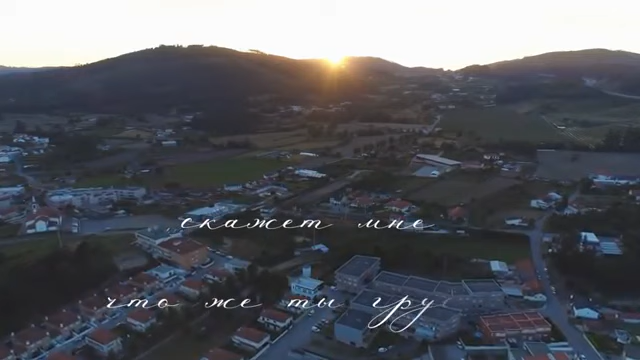 скажет мне
что же ты гру